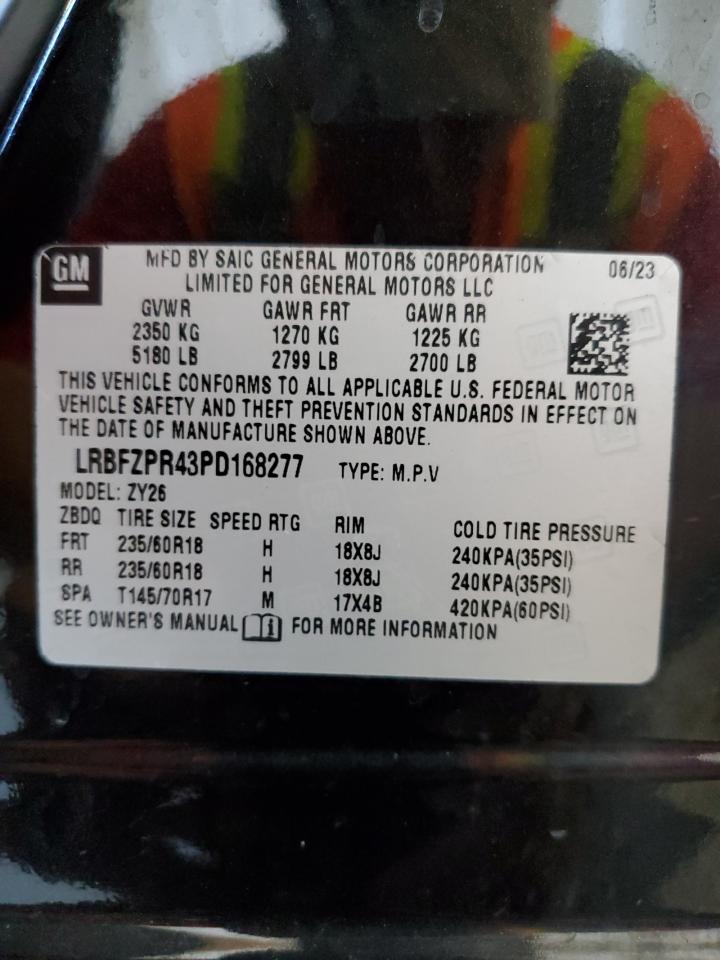 GM
MFD BY SAIC GENERAL MOTORS CORPORATION 06/23
LIMITED FOR GENERAL MOTORS LLC
GVWR GAWR FRT GAWR RR
2350 KG 1270 KG 1225 KG
5180 LB 2799 LB 2700 LB
THIS VEHICLE CONFORMS TO ALL APPLICABLE U.S. FEDERAL MOTOR
VEHICLE SAFETY AND THEFT PREVENTION STANDARDS IN EFFECT ON
THE DATE OF MANUFACTURE SHOWN ABOVE.
LRBFZPR43PD168277 TYPE: M.P.V
MODEL: ZY26
ZBDQ TIRE SIZE SPEED RTG RIM COLD TIRE PRESSURE
FRT 235/60R18 H 18X8J 240KPA(35PSI)
RR 235/60R18 H 18X8J 240KPA(35PSI)
SPA T145/70R17 M 17X4B 420KPA(60PSI)
SEE OWNER'S MANUAL FOR MORE INFORMATION